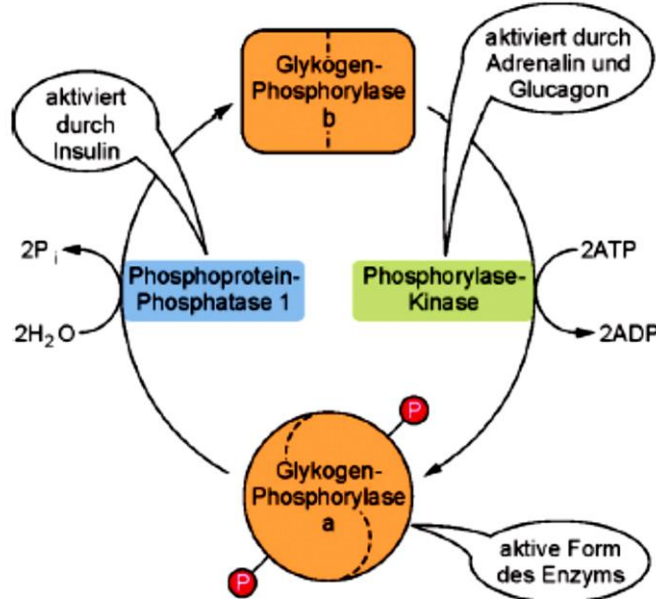 Glykogen-
Phosphorylase
b
aktiviert durch
Adrenalin und
Glucagon
aktiviert
durch
Insulin
2Pᵢ
2H₂O
Phosphoprotein-
Phosphatase 1
Phosphorylase-
Kinase
2ATP
2ADP
P
Glykogen-
Phosphorylase
a
P
aktive Form
des Enzyms